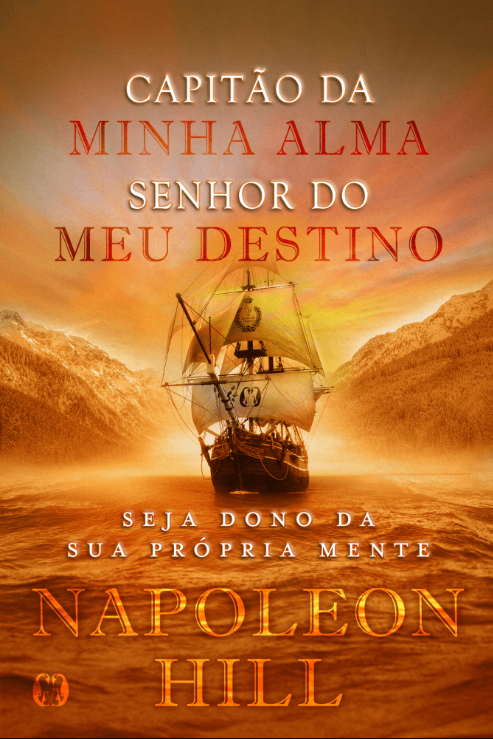 CAPITÃO DA
MINHA ALMA
SENHOR DO
MEU DESTINO
SEJA DONO DA
SUA PRÓPRIA MENTE
NAPOLEON
HILL